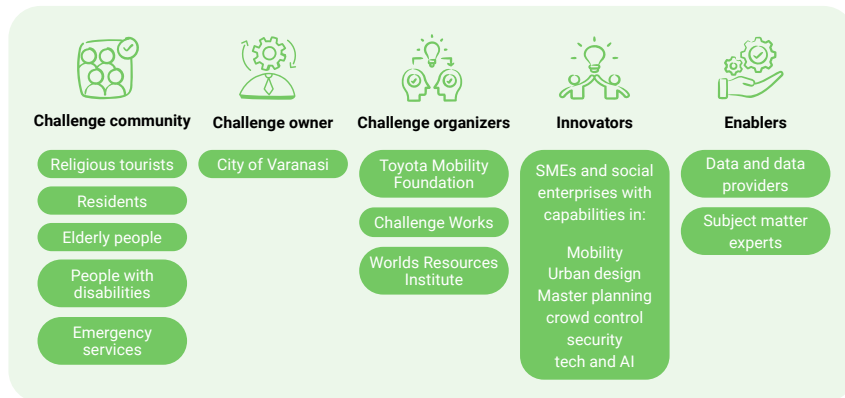 Challenge community
Religious tourists
Residents
Elderly people
People with
disabilities
Emergency
services
Challenge owner
City of Varanasi
Challenge organizers
Toyota Mobility
Foundation
Challenge Works
Worlds Resources
Institute
Innovators
SMEs and social
enterprises with
capabilities in:
Mobility
Urban design
Master planning
crowd control
security
tech and AI
Enablers
Data and data
providers
Subject matter
experts